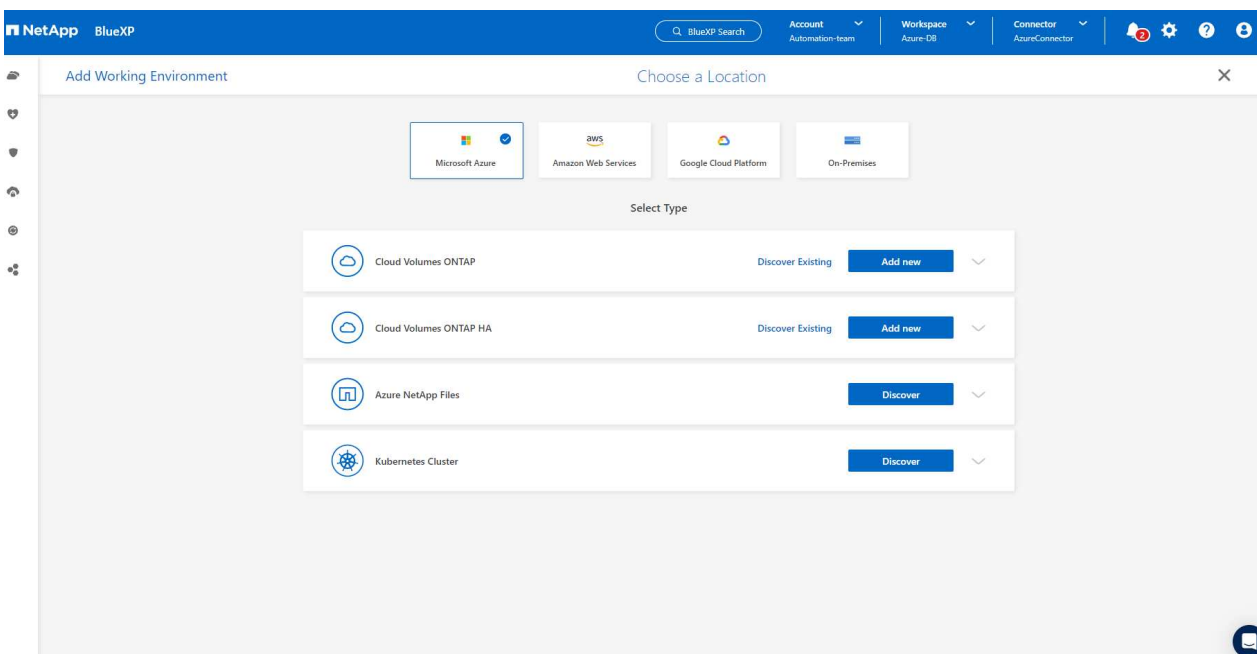 NetApp BlueXP
BlueXP Search
Account
Automation-team
Workspace
Azure-DB
Connector
AzureConnector
2
Add Working Environment
Choose a Location
Microsoft Azure
aws
Amazon Web Services
Google Cloud Platform
On-Premises
Select Type
Cloud Volumes ONTAP
Discover Existing
Add new
Cloud Volumes ONTAP HA
Discover Existing
Add new
Azure NetApp Files
Discover
Kubernetes Cluster
Discover